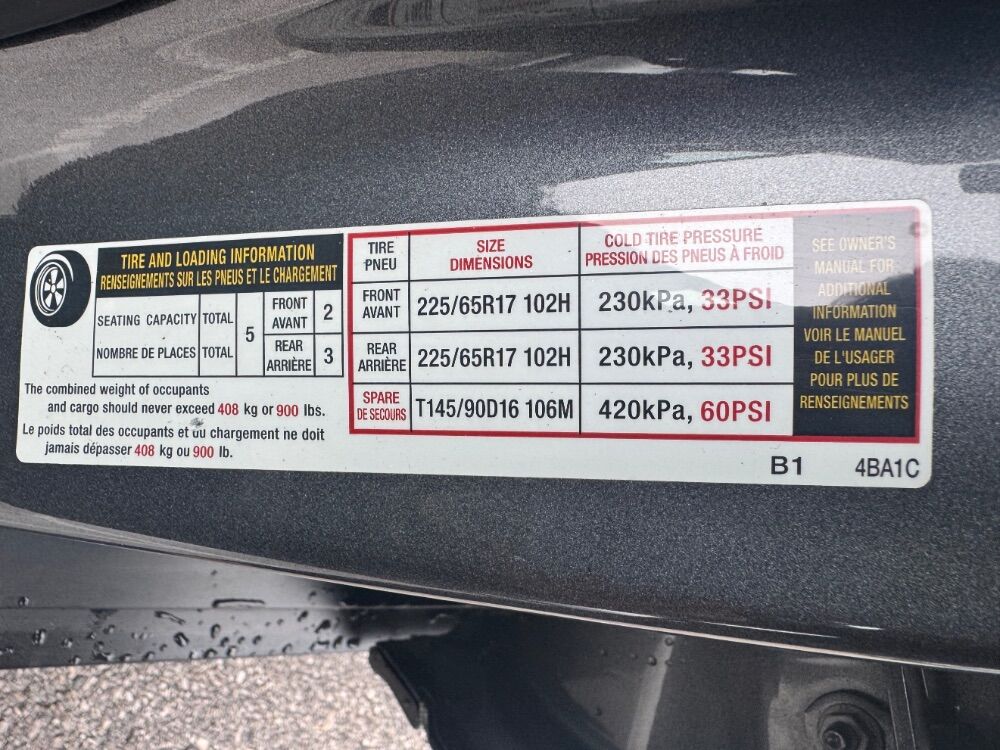 TIRE AND LOADING INFORMATION
RENSEIGNEMENTS SUR LES PNEUS ET LE CHARGEMENT
SEATING CAPACITY TOTAL
NOMBRE DE PLACES TOTAL
5
FRONT
AVANT
2
REAR
ARRIÈRE
3
The combined weight of occupants
and cargo should never exceed 408 kg or 900 lbs.
Le poids total des occupants et du chargement ne doit
jamais dépasser 408 kg ou 900 lb.
TIRE
PNEU
SIZE
DIMENSIONS
COLD TIRE PRESSURE
PRESSION DES PNEUS À FROID
FRONT
AVANT
225/65R17 102H
230kPa, 33PSI
REAR
ARRIÈRE
225/65R17 102H
230kPa, 33PSI
SPARE
DE SECOURS
T145/90D16 106M
420kPa, 60PSI
SEE OWNER'S
MANUAL FOR
ADDITIONAL
INFORMATION
VOIR LE MANUEL
DE L'USAGER
POUR PLUS DE
RENSEIGNEMENTS
B1 4BA1C